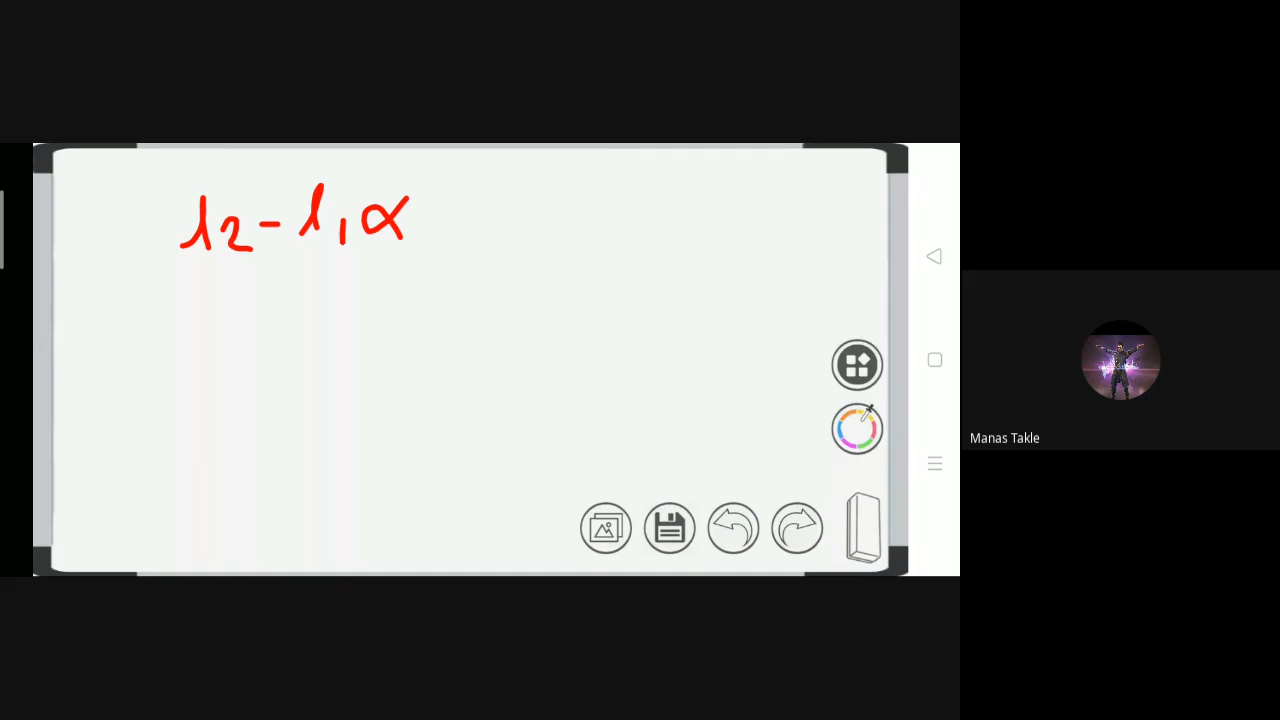 l2 - l1 α
Manas Takle